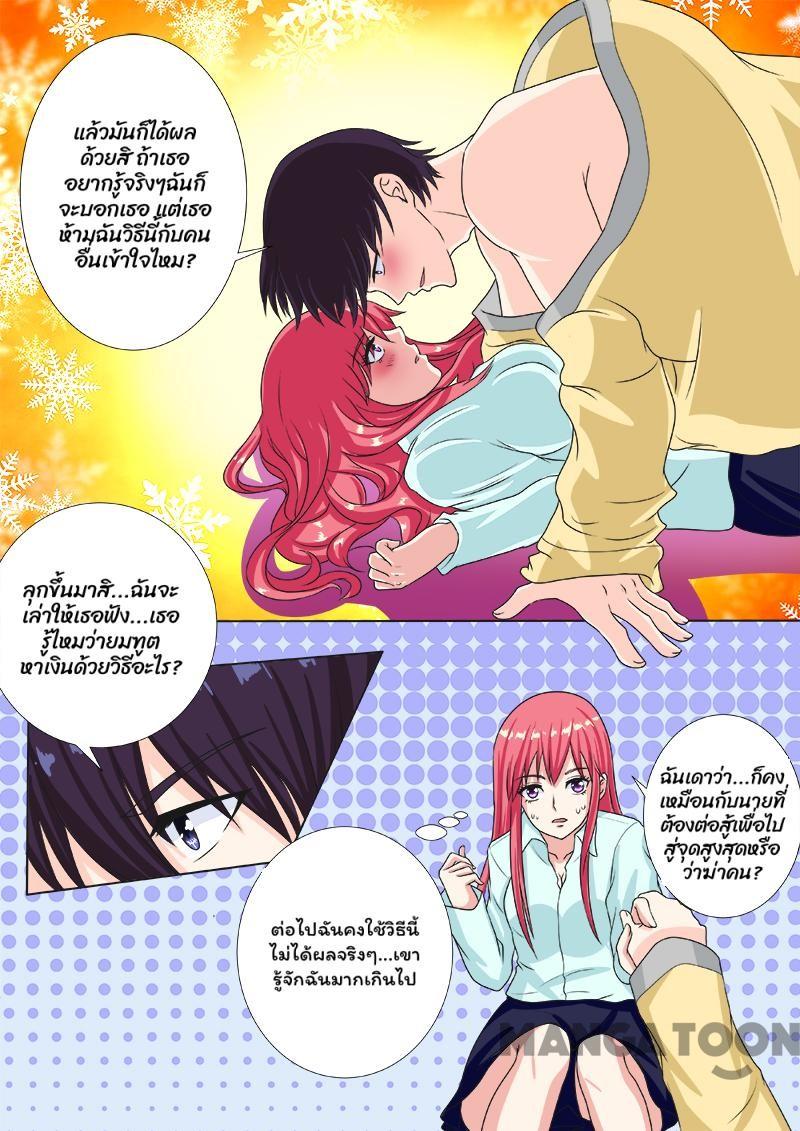 แล้วมันก็ได้ผล
ด้วยสิ ถ้าเธอ
อยากรู้จริงๆฉันก็
จะบอกเธอ แต่เธอ
ห้ามฉันวิธีนี้กับคน
อื่นเข้าใจไหม?
ลุกขึ้นมาสิ...ฉันจะ
เล่าให้เธอฟัง...เธอ
รู้ไหมว่ายมทูต
หาเงินด้วยวิธีอะไร?
ฉันเดาว่า...ก็คง
เหมือนกับนายที่
ต้องต่อสู้เพื่อไป
สู่จุดสูงสุดหรือ
ว่าฆ่าคน?
ต่อไปฉันคงใช้วิธีนี้
ไม่ได้ผลจริงๆ...เขา
รู้จักฉันมากเกินไป
MANGATOON